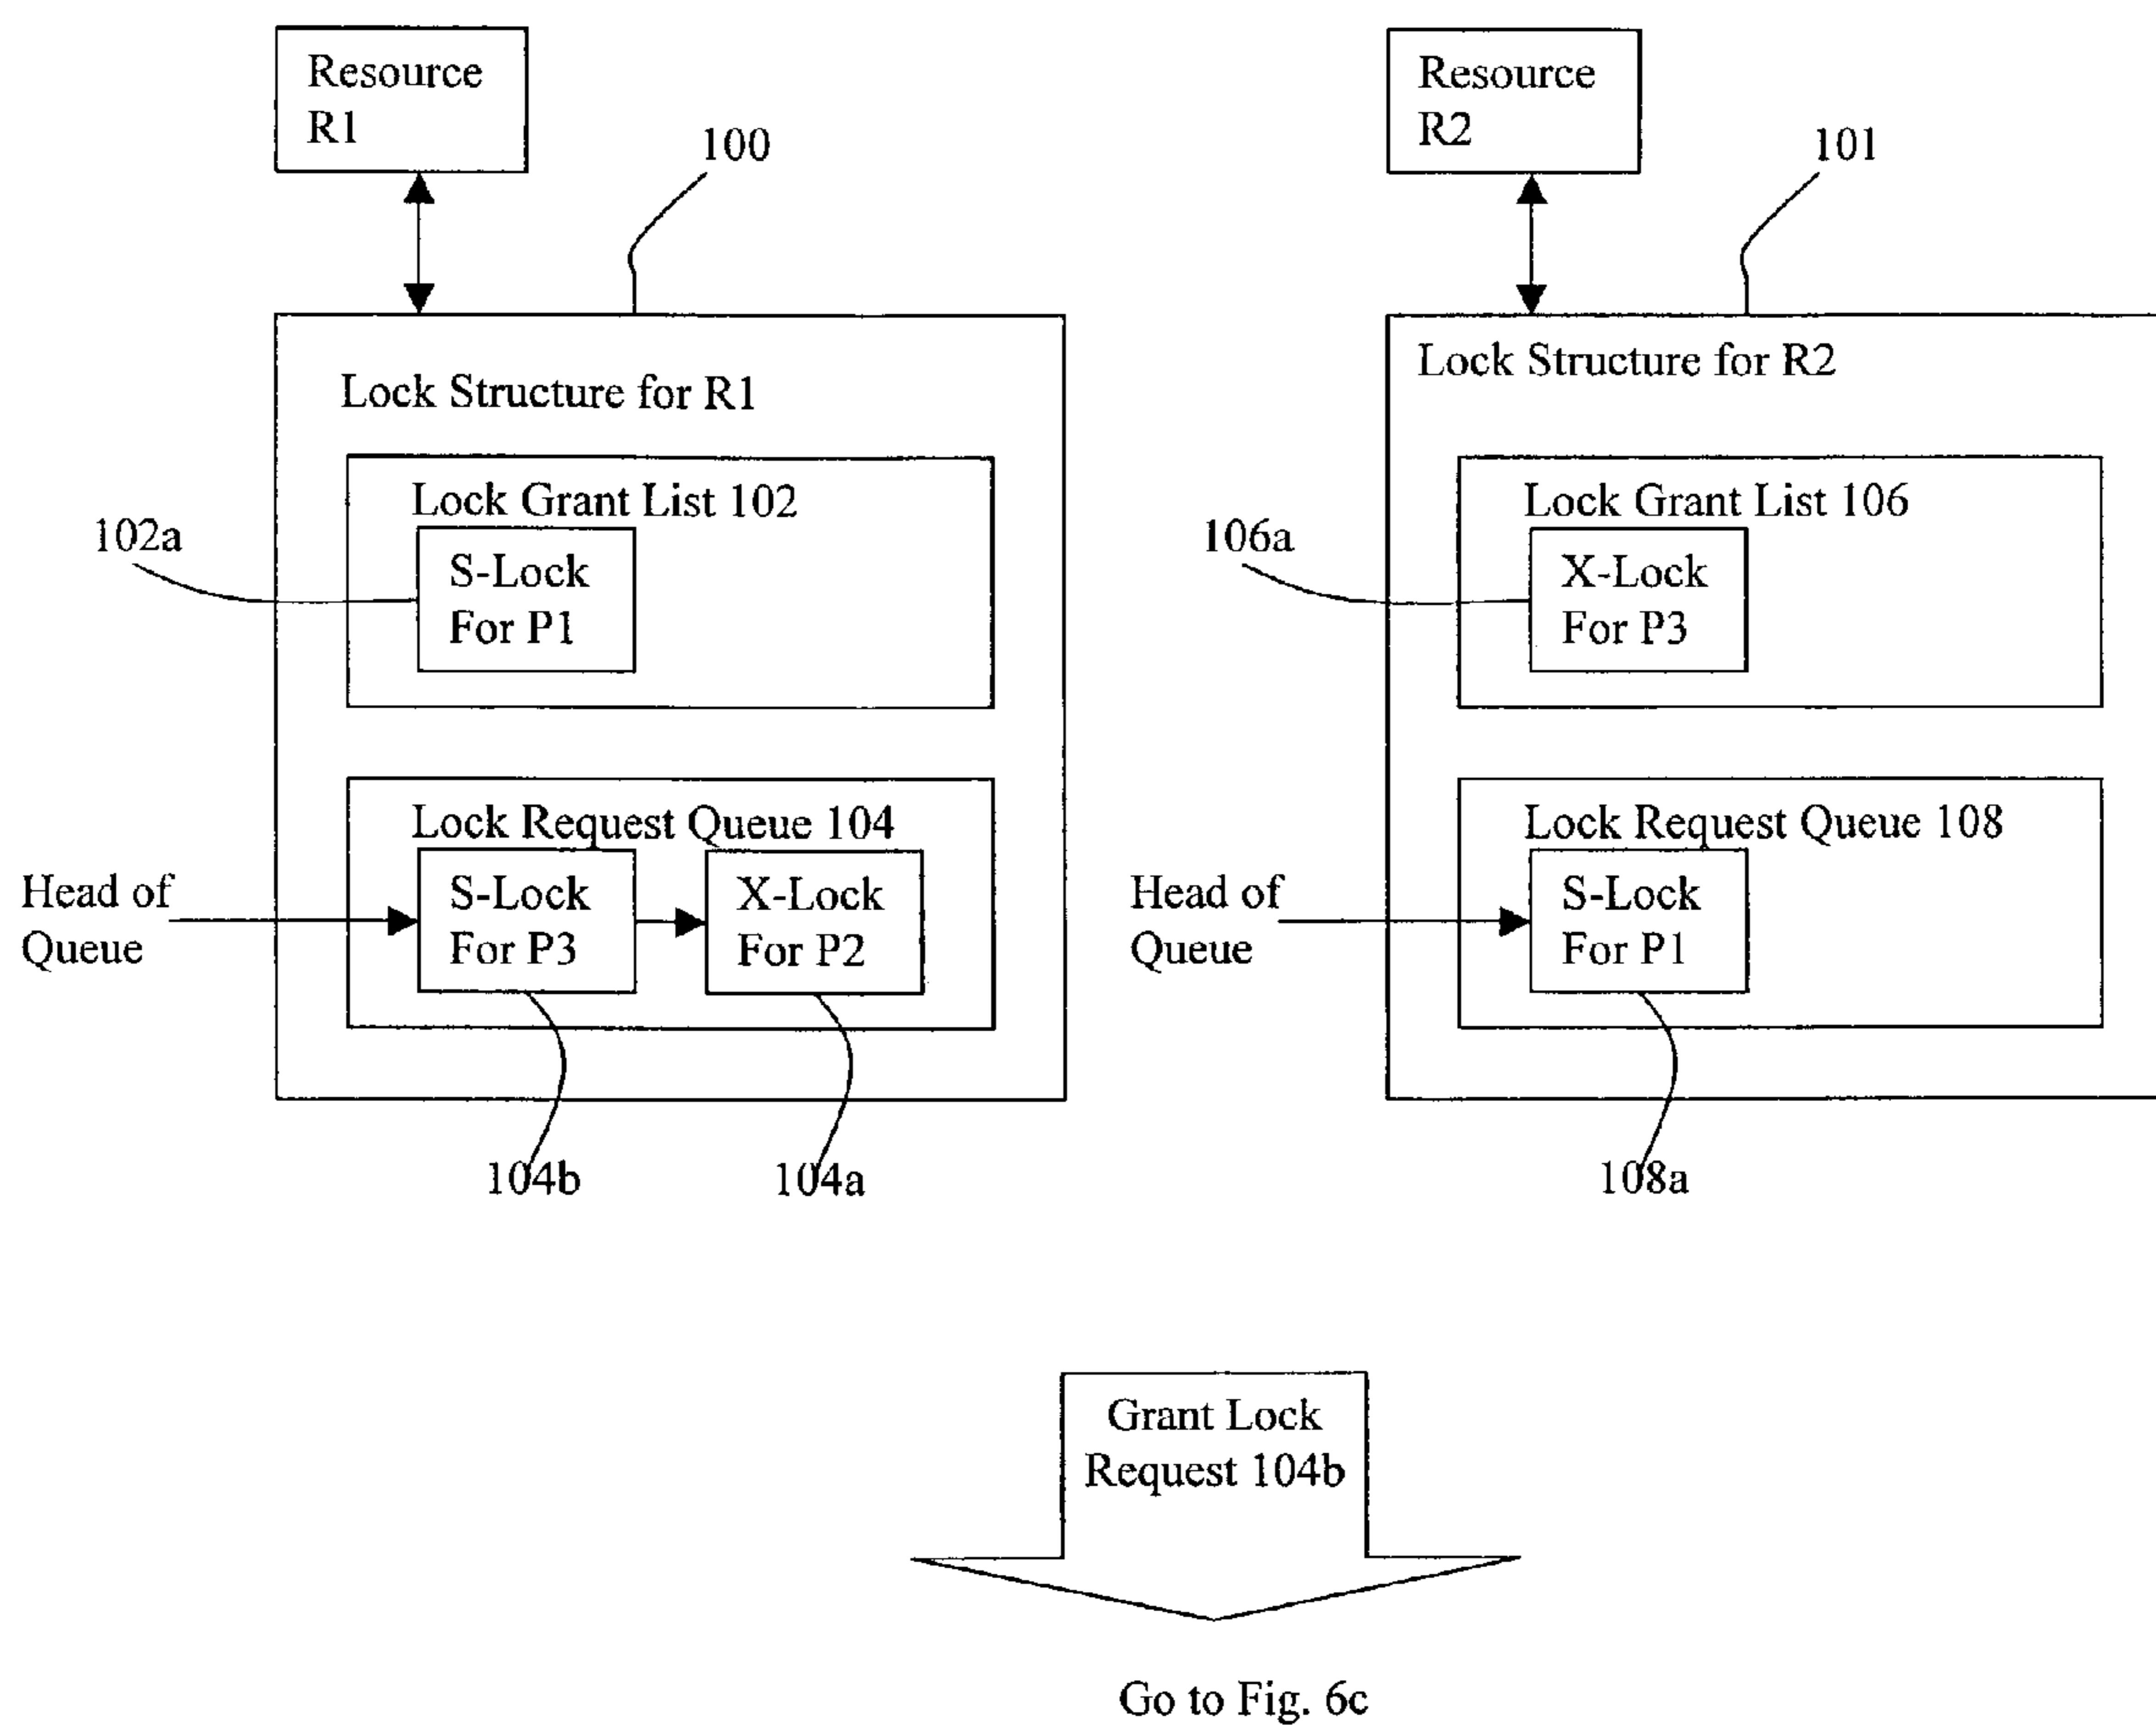 Resource
R1
100
Resource
R2
101
Lock Structure for R1
Lock Grant List 102
102a
S-Lock
For P1
Lock Request Queue 104
Head of
Queue
S-Lock
For P3
X-Lock
For P2
104b
104a
Lock Structure for R2
Lock Grant List 106
106a
X-Lock
For P3
Lock Request Queue 108
Head of
Queue
S-Lock
For P1
108a
Grant Lock
Request 104b
Go to Fig. 6c